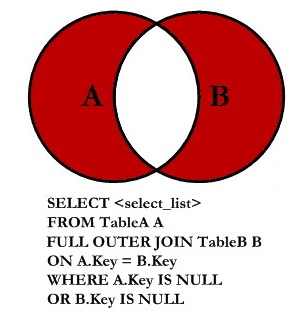 A B
SELECT <select_list>
FROM TableA A
FULL OUTER JOIN TableB B
ON A.Key = B.Key
WHERE A.Key IS NULL
OR B.Key IS NULL